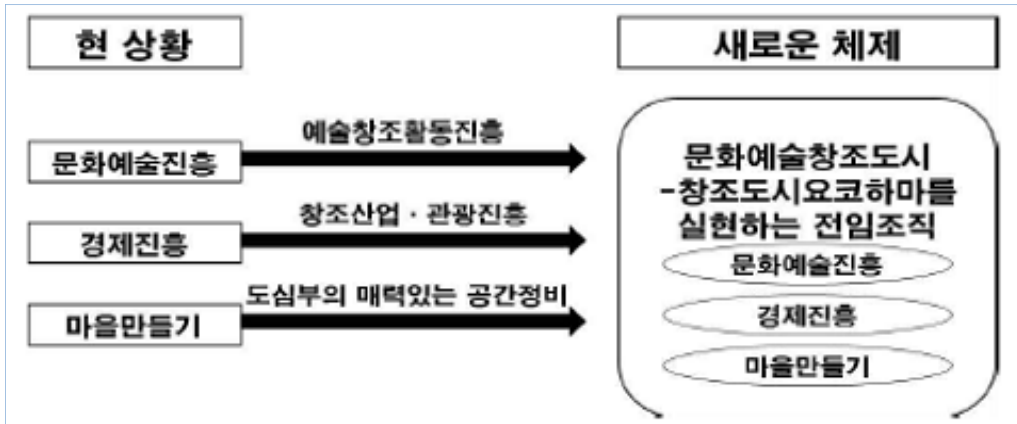 현 상황
새로운 체제
예술창조활동진흥
문화예술진흥
창조산업 · 관광진흥
경제진흥
도심부의 매력있는 공간정비
마을만들기
문화예술창조도시
-창조도시요코하마를
실현하는 전임조직
문화예술진흥
경제진흥
마을만들기